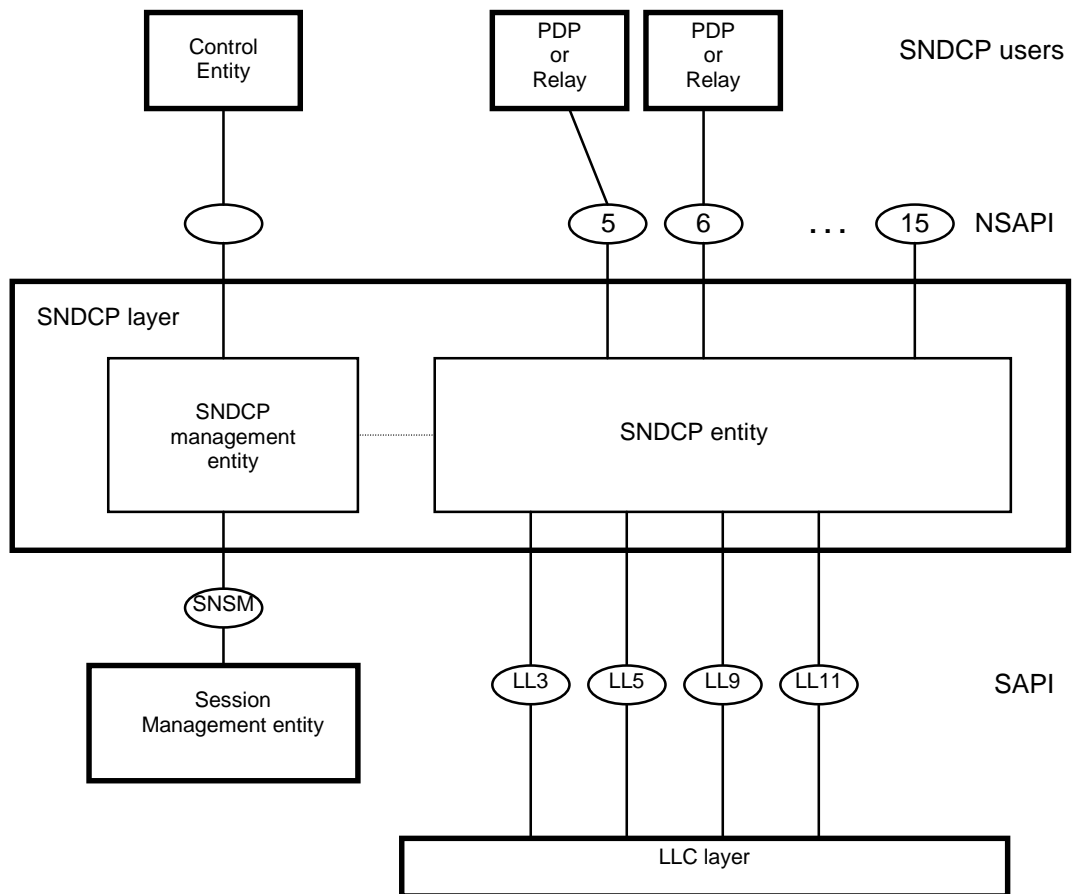 Control
Entity
PDP
or
Relay
PDP
or
Relay
SNDCP users
5
6
. . .
15
NSAPI
SNDCP layer
SNDCP
management
entity
SNDCP entity
SNSM
Session
Management entity
LL3
LL5
LL9
LL11
SAPI
LLC layer